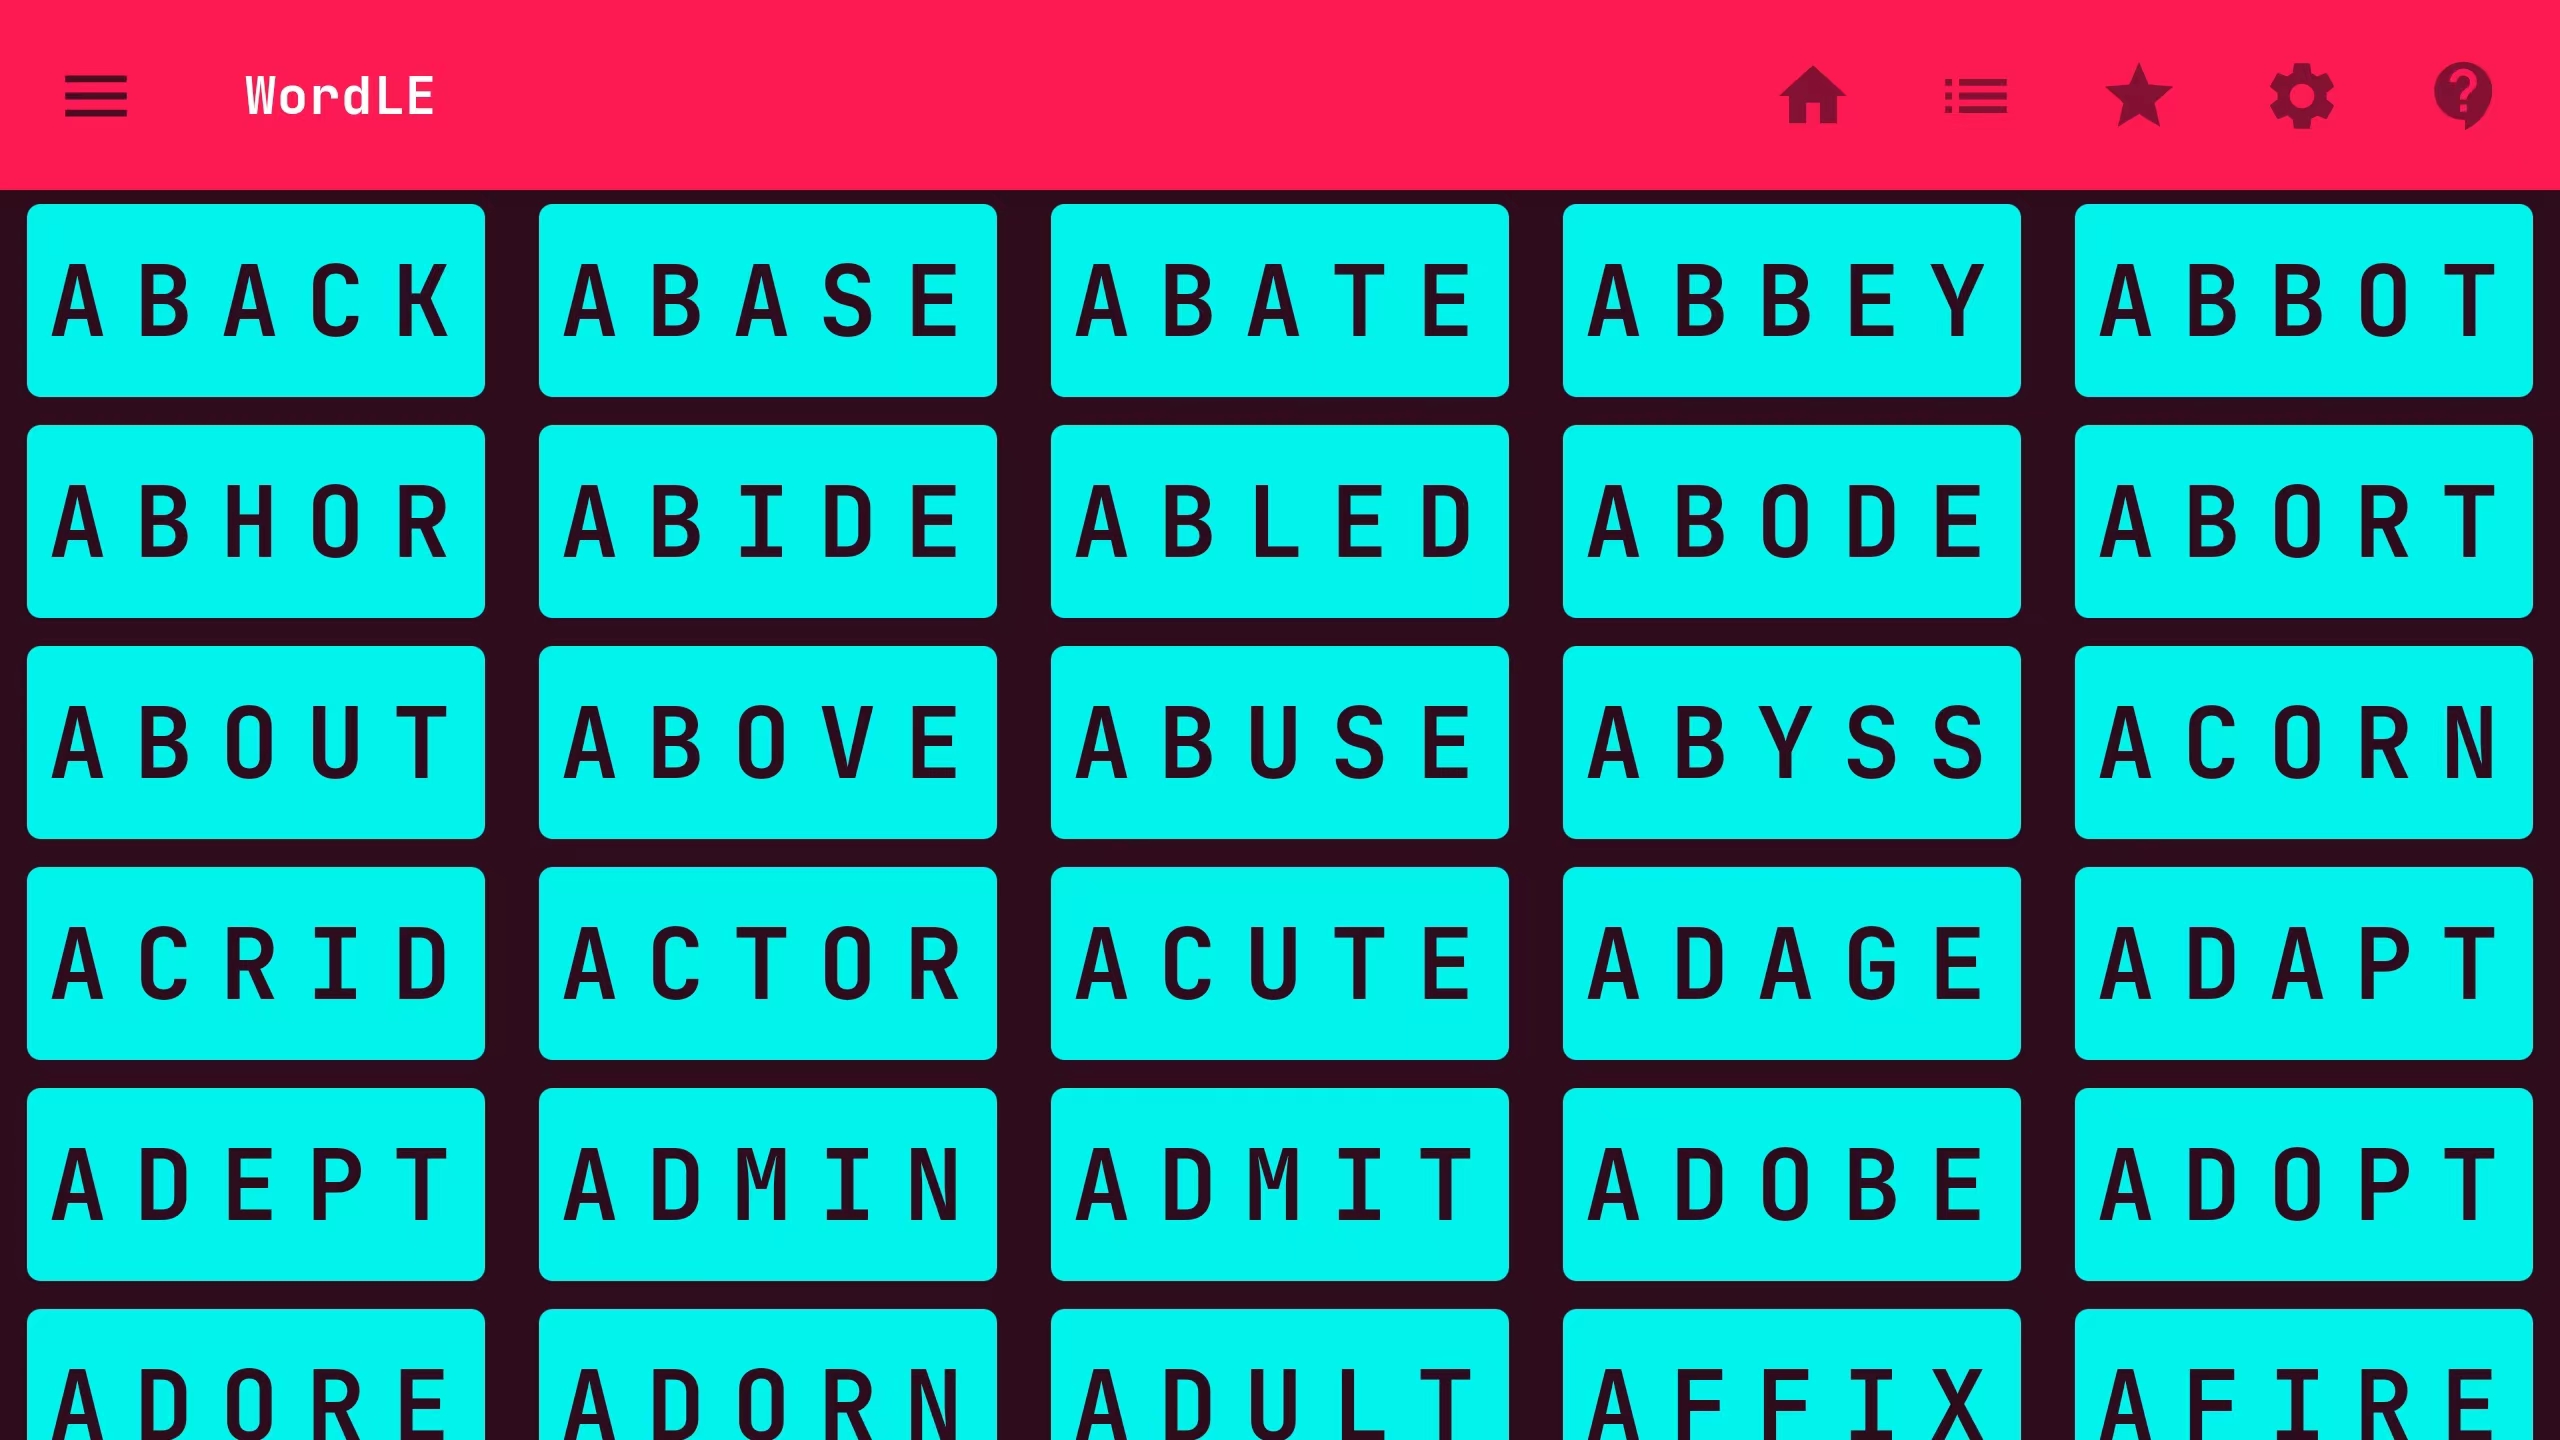 WordLE
ABACK ABASE ABATE ABBEY ABBOT
ABHOR ABIDE ABLED ABODE ABORT
ABOUT ABOVE ABUSE ABYSS ACORN
ACRID ACTOR ACUTE ADAGE ADAPT
ADEPT ADMIN ADMIT ADOBE ADOPT
ADORE ADORN ADULT AFFIX AFIRE